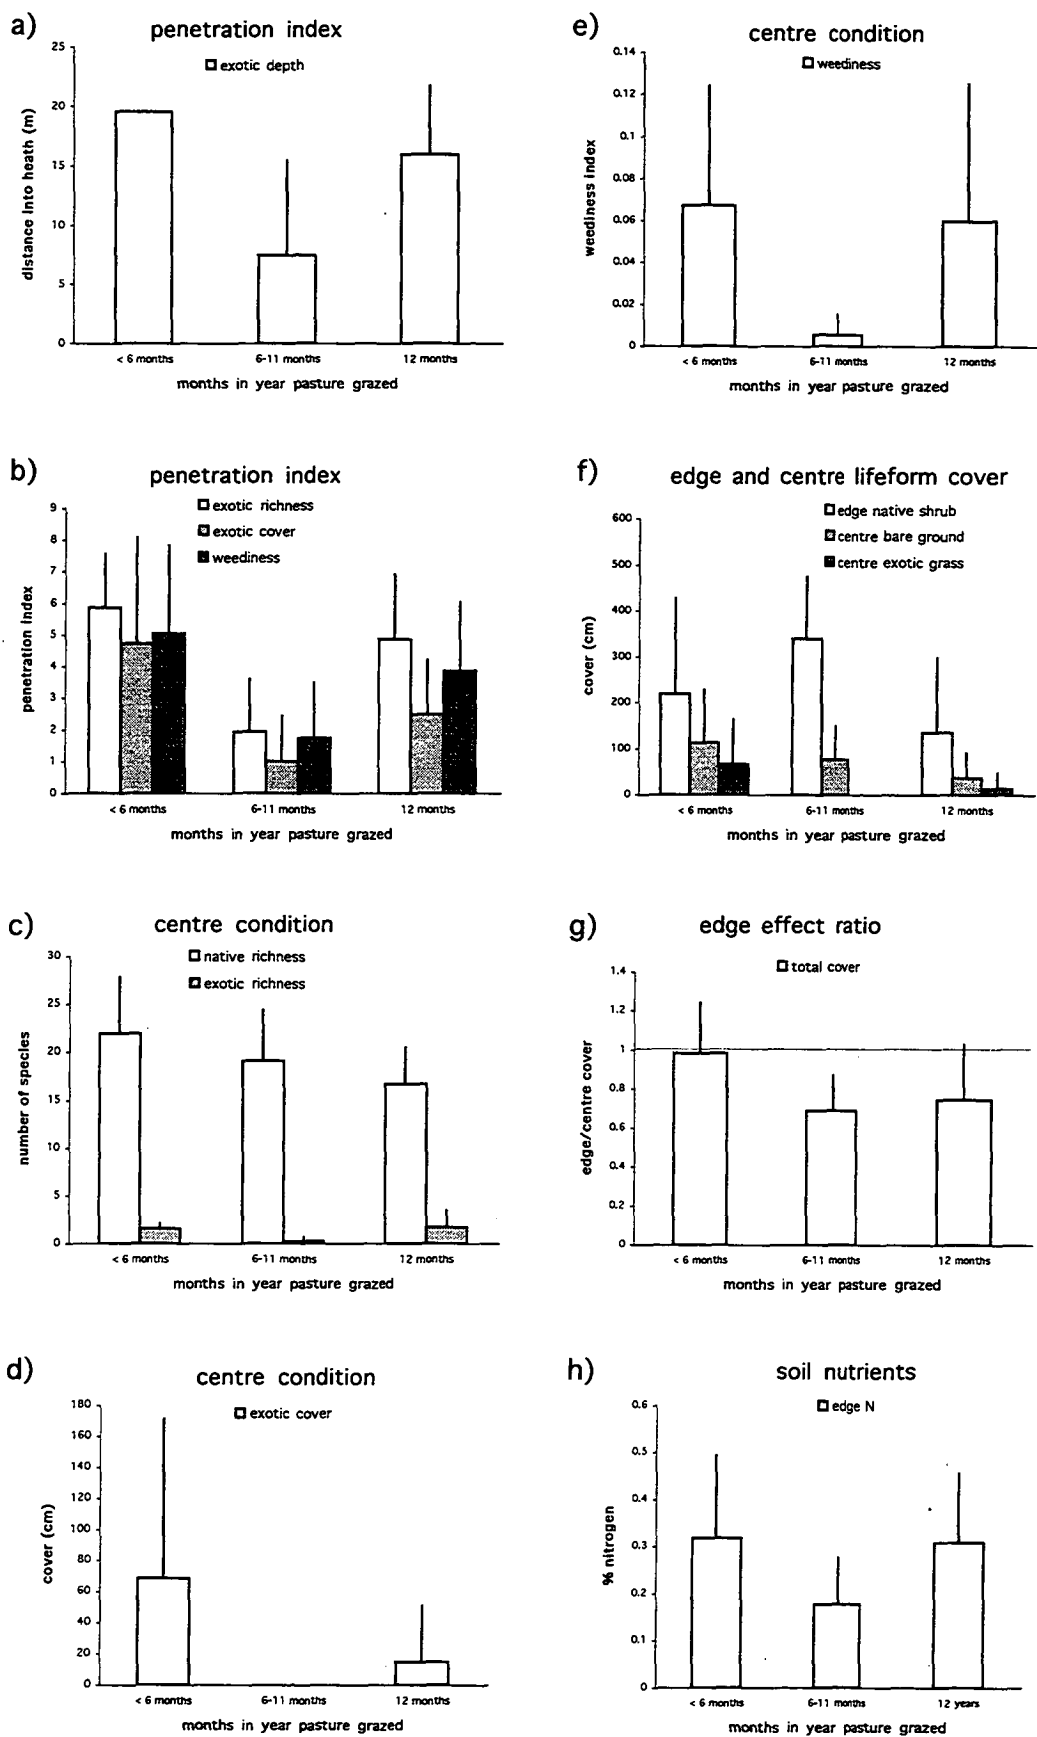 a)
penetration index
exotic depth
distance into heath (m)
25
20
15
10
5
0
< 6 months
6-11 months
12 months
months in year pasture grazed
b)
penetration index
exotic richness
exotic cover
weediness
penetration index
9
8
7
6
5
4
3
2
1
0
< 6 months
6-11 months
12 months
months in year pasture grazed
c)
centre condition
native richness
exotic richness
number of species
30
25
20
15
10
5
0
< 6 months
6-11 months
12 months
months in year pasture grazed
d)
centre condition
exotic cover
cover (cm)
180
160
140
120
100
80
60
40
20
0
< 6 months
6-11 months
12 months
months in year pasture grazed
e)
centre condition
weediness
weediness index
0.14
0.12
0.1
0.08
0.06
0.04
0.02
0
< 6 months
6-11 months
12 months
months in year pasture grazed
f)
edge and centre lifeform cover
edge native shrub
centre bare ground
centre exotic grass
cover (cm)
600
500
400
300
200
100
0
< 6 months
6-11 months
12 months
months in year pasture grazed
g)
edge effect ratio
total cover
edge/centre cover
1.4
1.2
1
0.8
0.6
0.4
0.2
0
< 6 months
6-11 months
12 months
months in year pasture grazed
h)
soil nutrients
edge N
% nitrogen
0.6
0.5
0.4
0.3
0.2
0.1
0
< 6 months
6-11 months
12 years
months in year pasture grazed